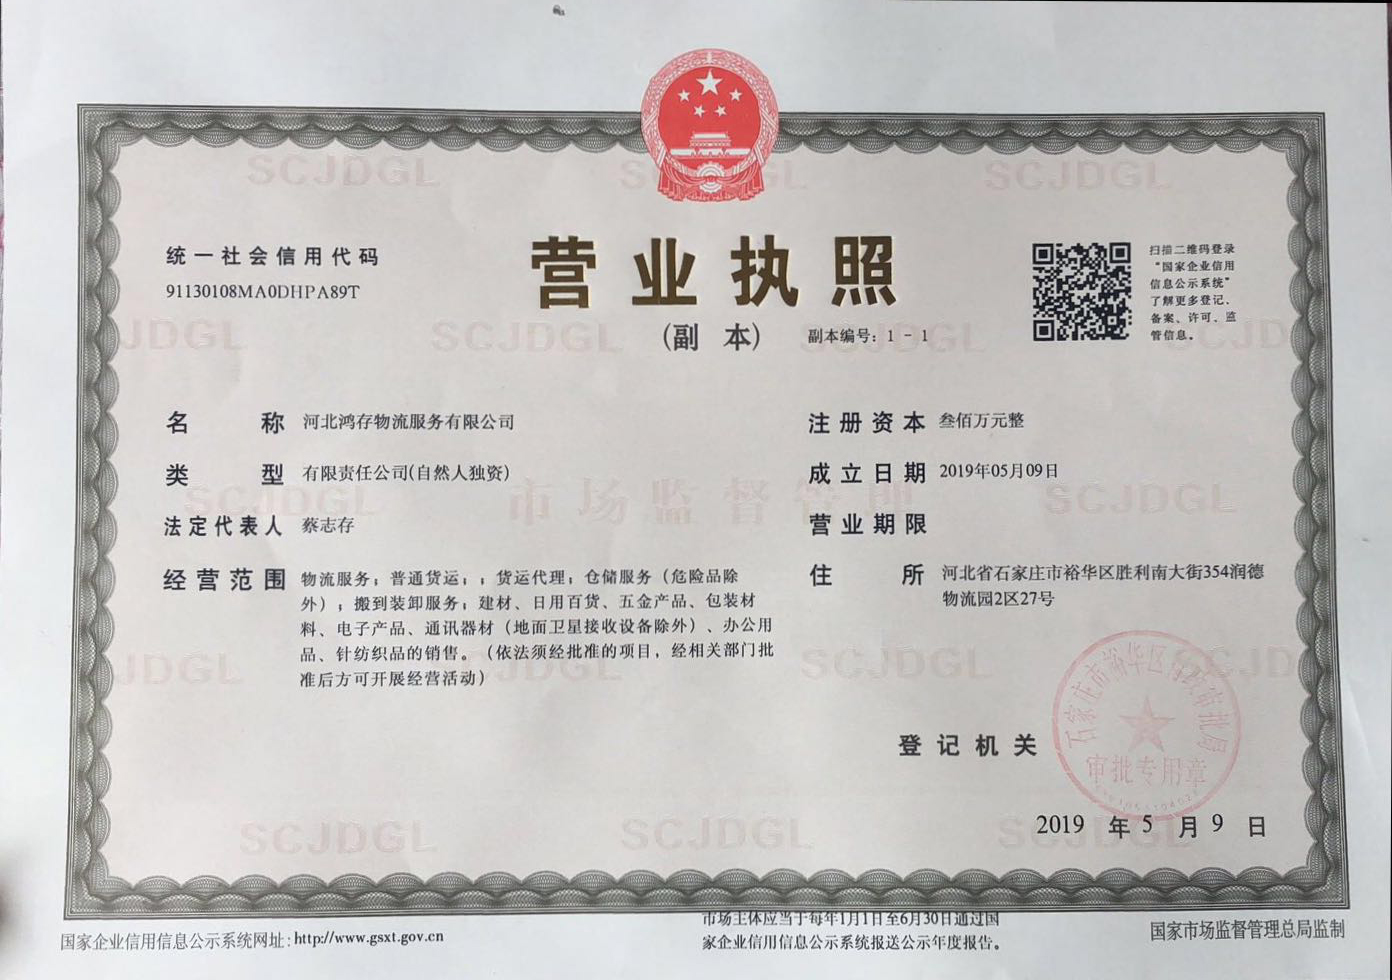 统一社会信用代码
91130108MA0DHPA89T
营业执照
(副 本)
副本编号：1 - 1
扫描二维码登录
“国家企业信用
信息公示系统”
了解更多登记、
备案、许可、监
管信息。
名 称 河北鸿存物流服务有限公司
类 型 有限责任公司(自然人独资)
法定代表人 蔡志存
经营范围 物流服务；普通货运；；货运代理；仓储服务（危险品除
外）；搬到装卸服务；建材、日用百货、五金产品、包装材
料、电子产品、通讯器材（地面卫星接收设备除外）、办公用
品、针纺织品的销售。（依法须经批准的项目，经相关部门批
准后方可开展经营活动）
注册资本 叁佰万元整
成立日期 2019年05月09日
营业期限
住 所 河北省石家庄市裕华区胜利南大街354润德
物流园2区27号
登记机关
石家庄市裕华区行政审批局
审批专用章
2019 年 5 月 9 日
SCJDGL
市场监督管理
国家企业信用信息公示系统网址：http://www.gsxt.gov.cn
市场主体应当于每年1月1日至6月30日通过国
家企业信用信息公示系统报送公示年度报告。
国家市场监督管理总局监制